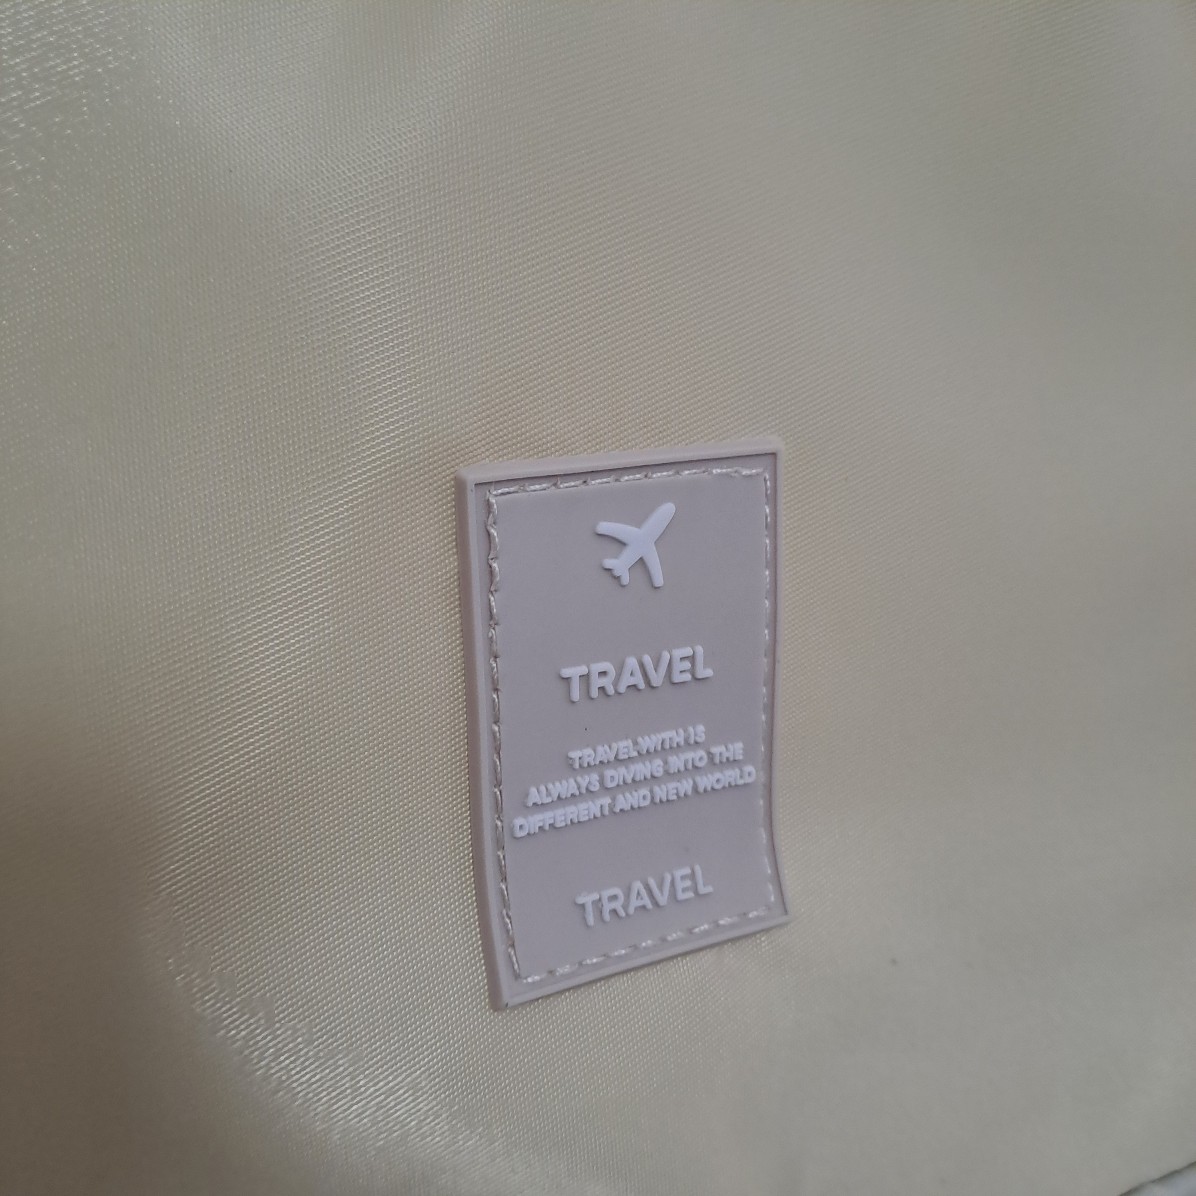 TRAVEL
TRAVEL WITH IS
ALWAYS DIVING INTO THE
DIFFERENT AND NEW WORLD
TRAVEL